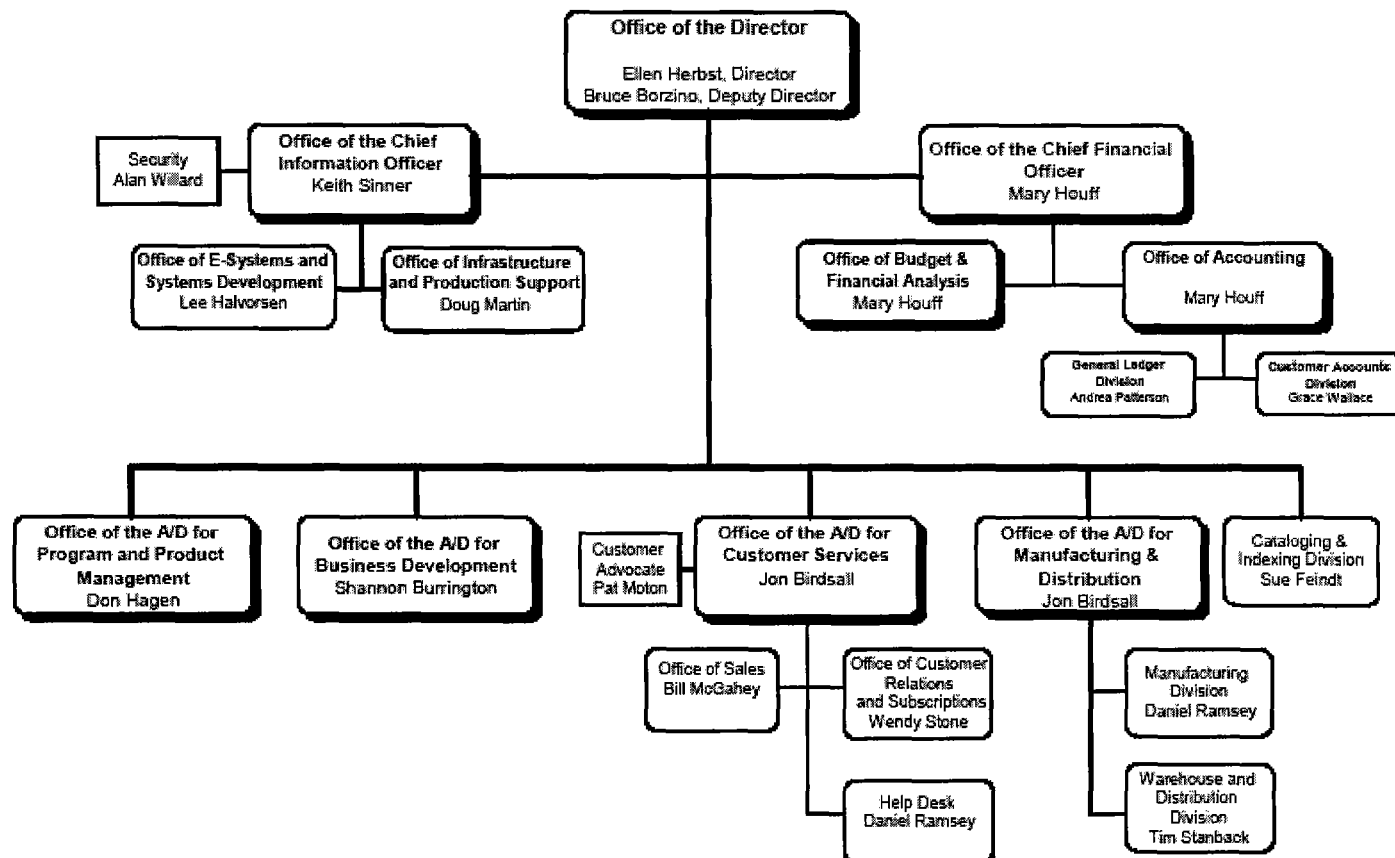 Office of the Director
Ellen Herbst, Director
Bruce Borzino, Deputy Director
Security
Alan Willard
Office of the Chief
Information Officer
Keith Sinner
Office of the Chief Financial
Officer
Mary Houff
Office of E-Systems and
Systems Development
Lee Halvorsen
Office of Infrastructure
and Production Support
Doug Martin
Office of Budget &
Financial Analysis
Mary Houff
Office of Accounting
Mary Houff
General Ledger
Division
Andrea Patterson
Customer Accounts
Division
Grace Wallace
Office of the A/D for
Program and Product
Management
Don Hagen
Office of the A/D for
Business Development
Shannon Burrington
Customer
Advocate
Pat Moton
Office of the A/D for
Customer Services
Jon Birdsall
Office of the A/D for
Manufacturing &
Distribution
Jon Birdsall
Cataloging &
Indexing Division
Sue Feindt
Office of Sales
Bill McGahey
Office of Customer
Relations
and Subscriptions
Wendy Stone
Manufacturing
Division
Daniel Ramsey
Help Desk
Daniel Ramsey
Warehouse and
Distribution
Division
Tim Stanback